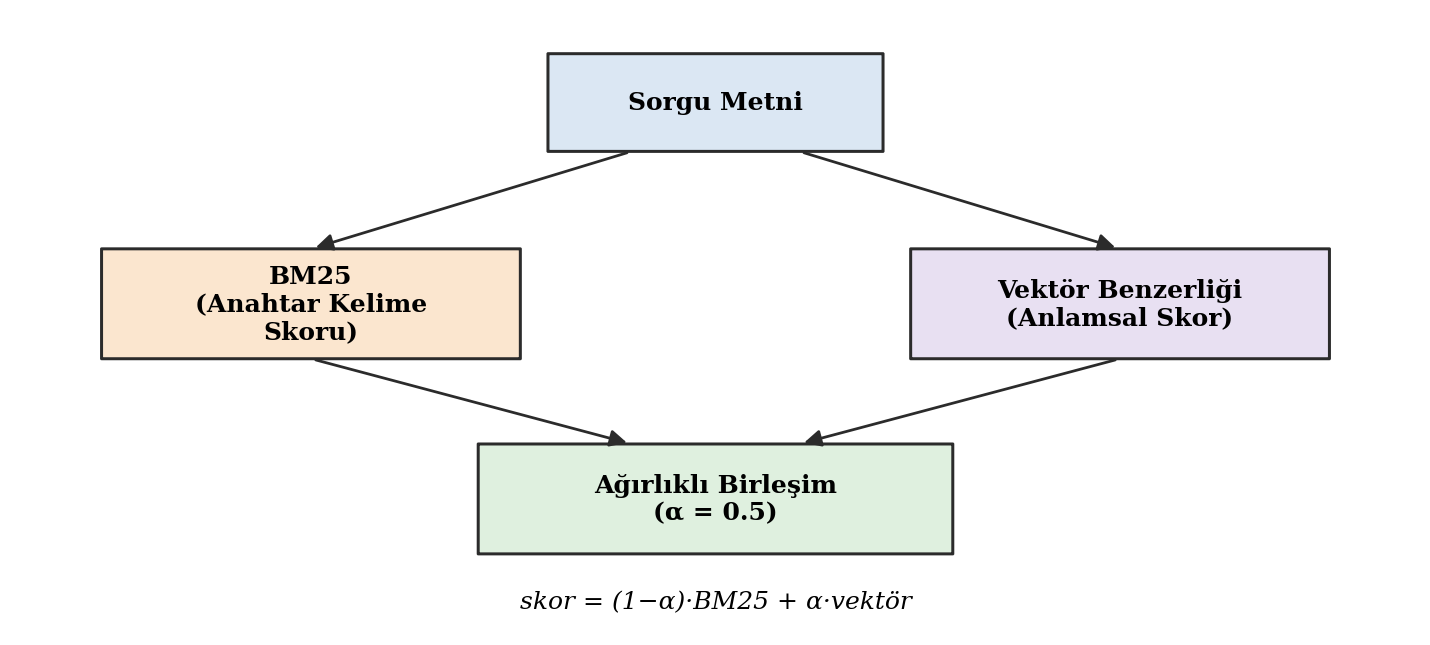 Sorgu Metni
BM25
(Anahtar Kelime
Skoru)
Vektör Benzerliği
(Anlamsal Skor)
Ağırlıklı Birleşim
(α = 0.5)
skor = (1−α)·BM25 + α·vektör